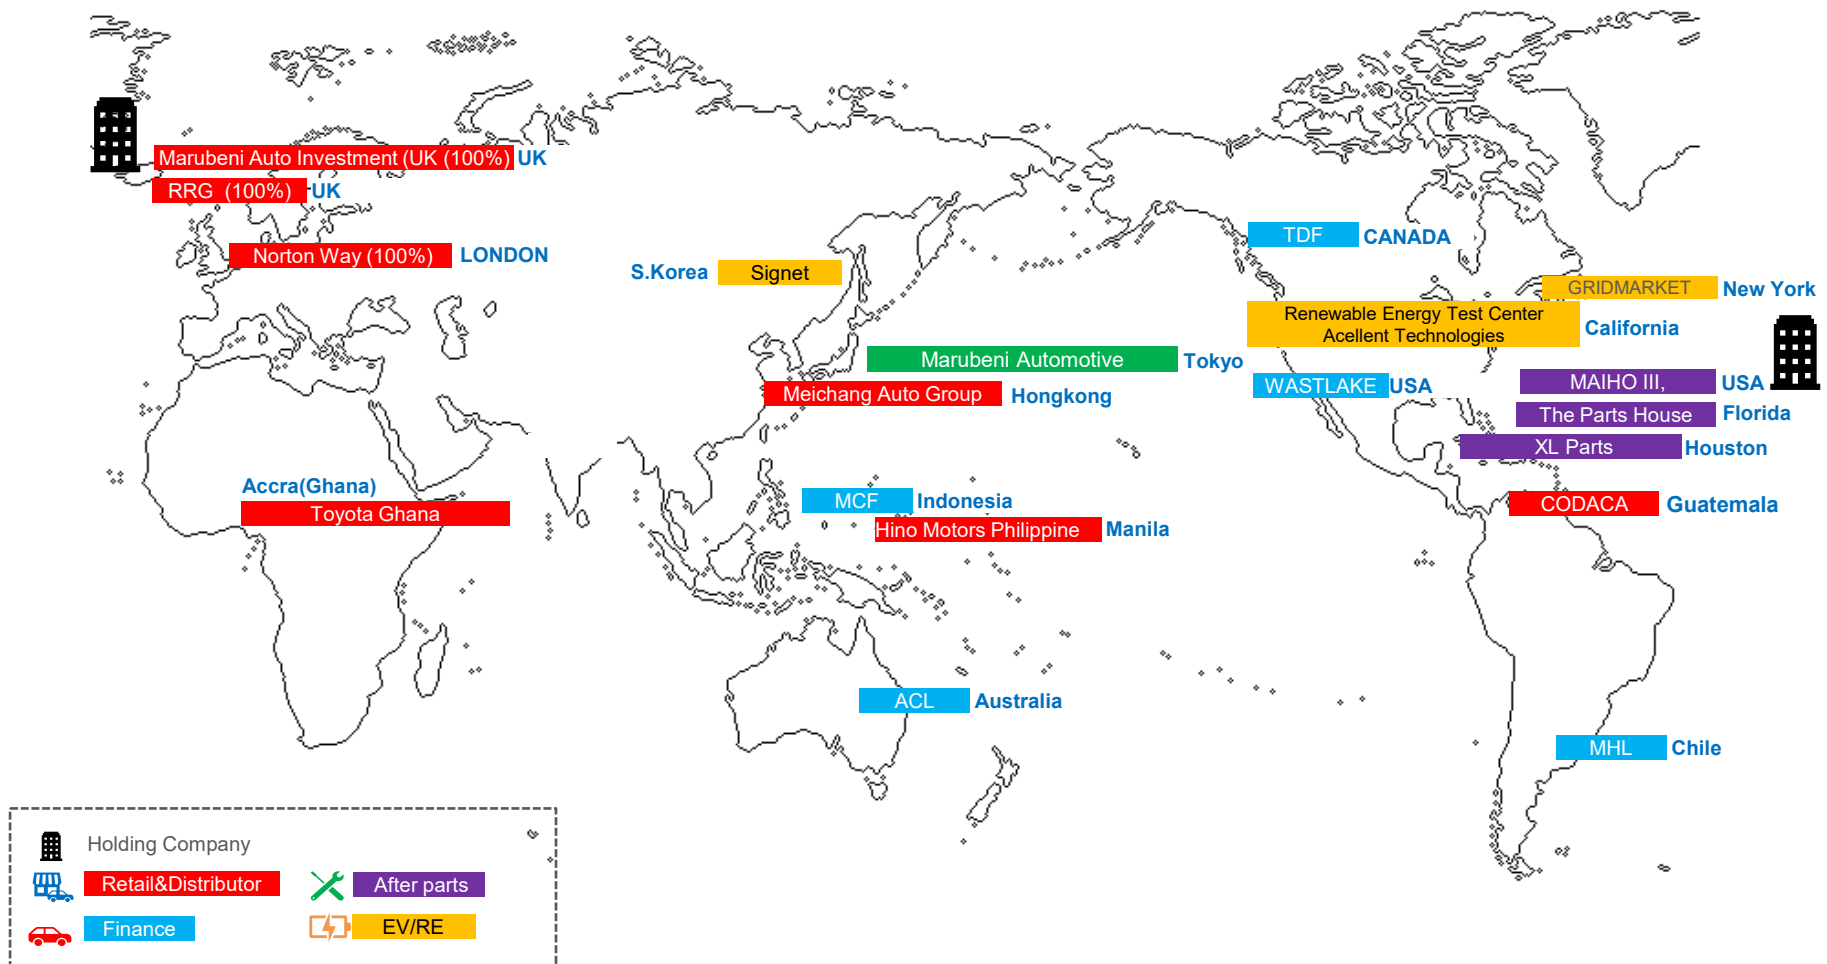 Marubeni Auto Investment (UK (100%) UK
RRG (100%) UK
Norton Way (100%) LONDON
S.Korea Signet
TDF CANADA
GRIDMARKET New York
Renewable Energy Test Center
Acellent Technologies
California
Marubeni Automotive Tokyo
Meichang Auto Group Hongkong
WASTLAKE USA
MAIHO III, USA
The Parts House Florida
XL Parts Houston
Accra(Ghana)
Toyota Ghana
MCF Indonesia
Hino Motors Philippine Manila
CODACA Guatemala
ACL Australia
MHL Chile
Holding Company
Retail&Distributor
After parts
Finance
EV/RE